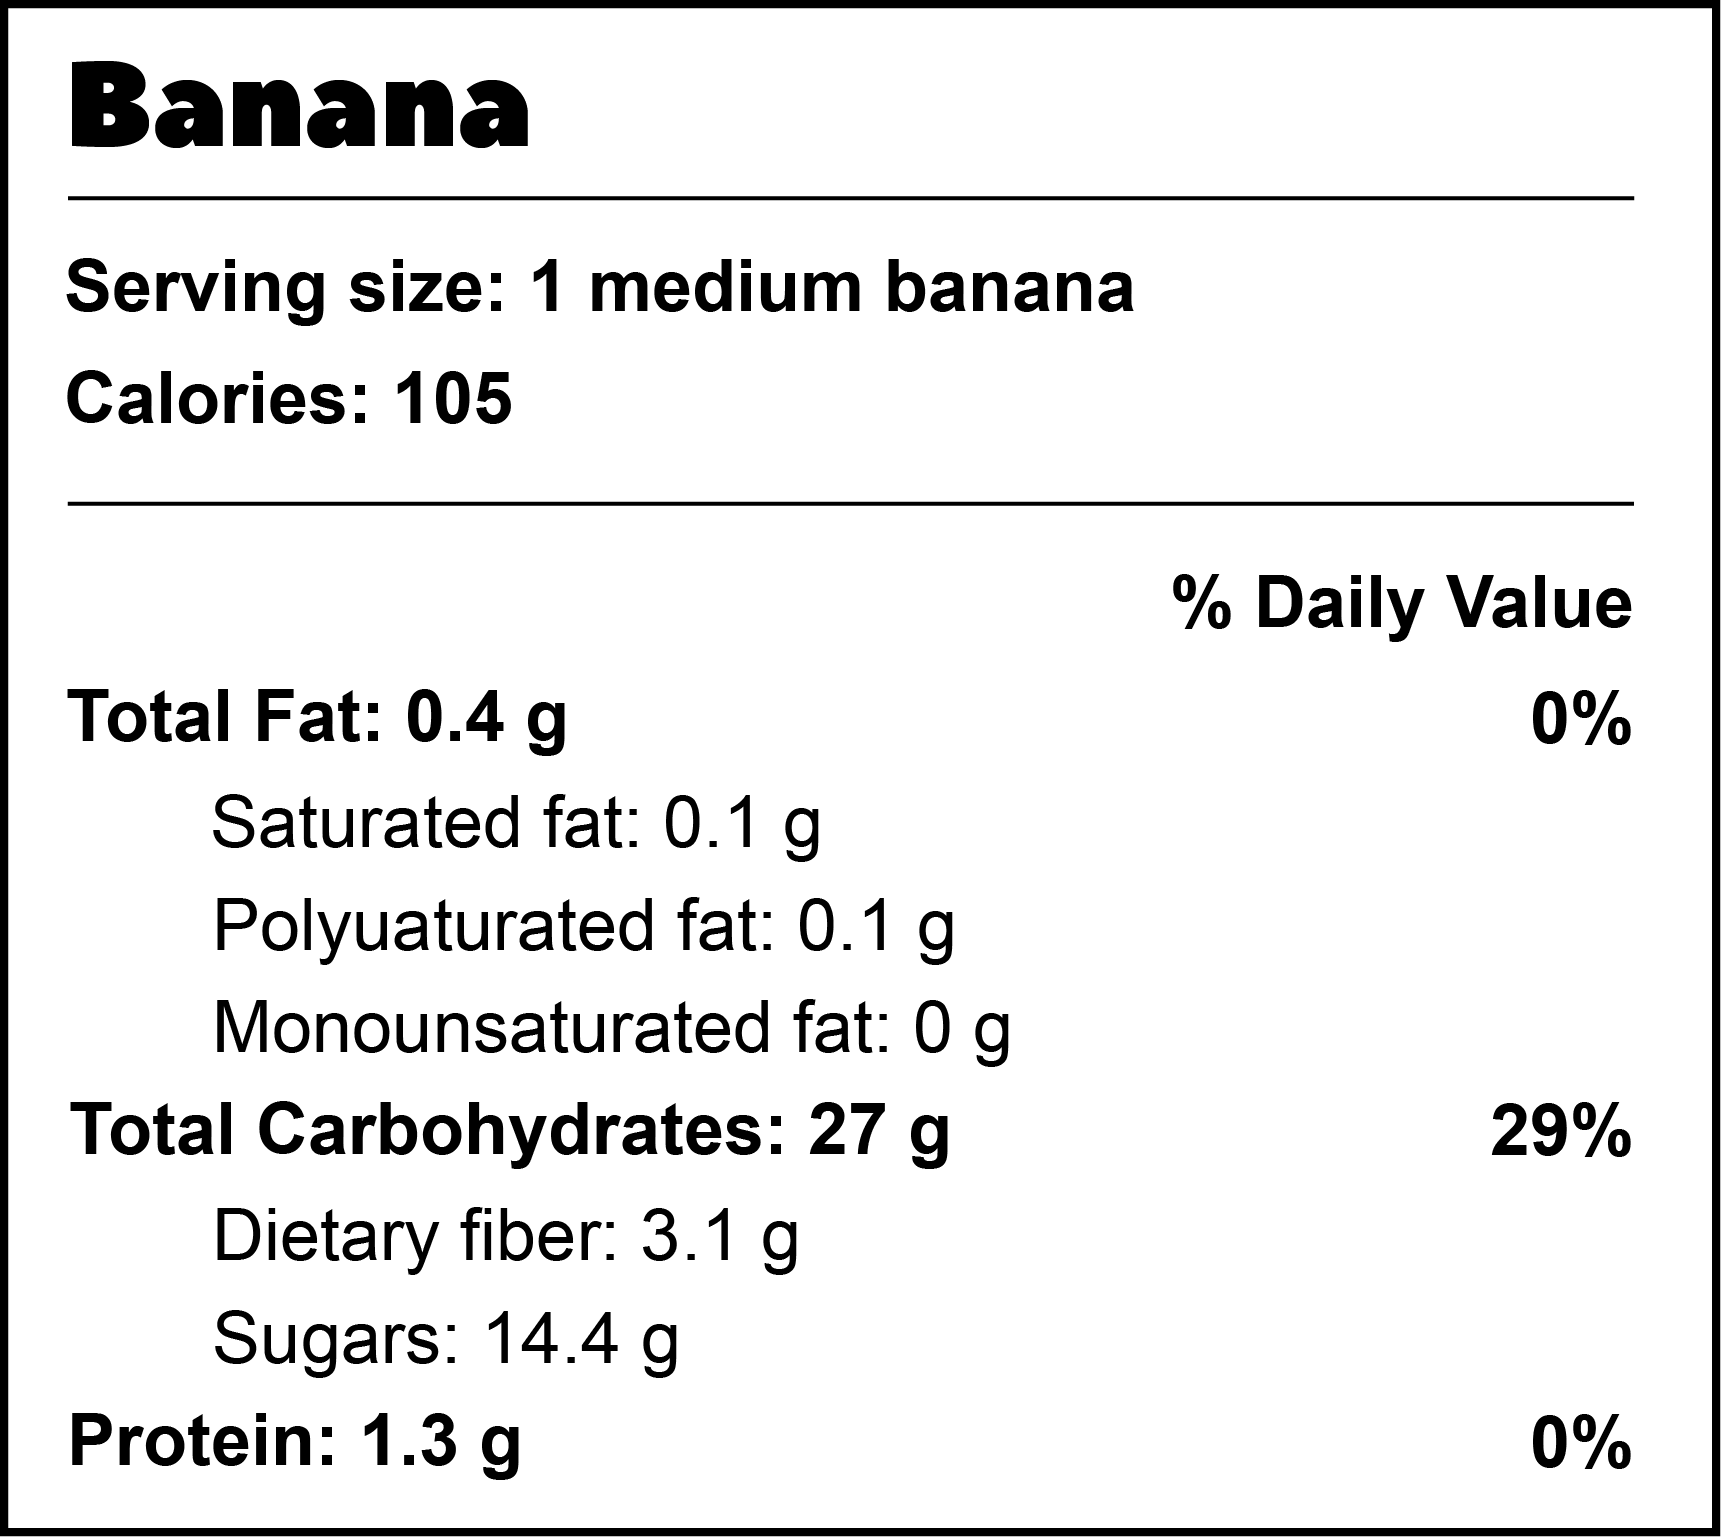 Banana
Serving size: 1 medium banana
Calories: 105
% Daily Value
Total Fat: 0.4 g 0%
Saturated fat: 0.1 g
Polyuaturated fat: 0.1 g
Monounsaturated fat: 0 g
Total Carbohydrates: 27 g 29%
Dietary fiber: 3.1 g
Sugars: 14.4 g
Protein: 1.3 g 0%